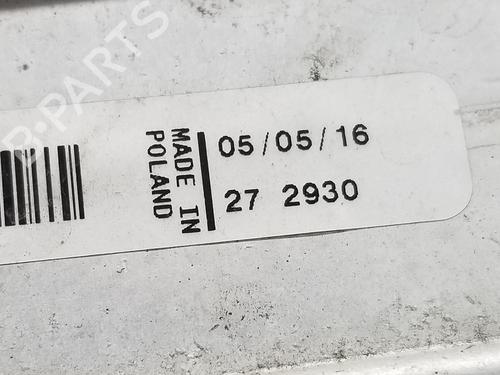 B-PARTS
MADE IN
POLAND
05/05/16
27 2930